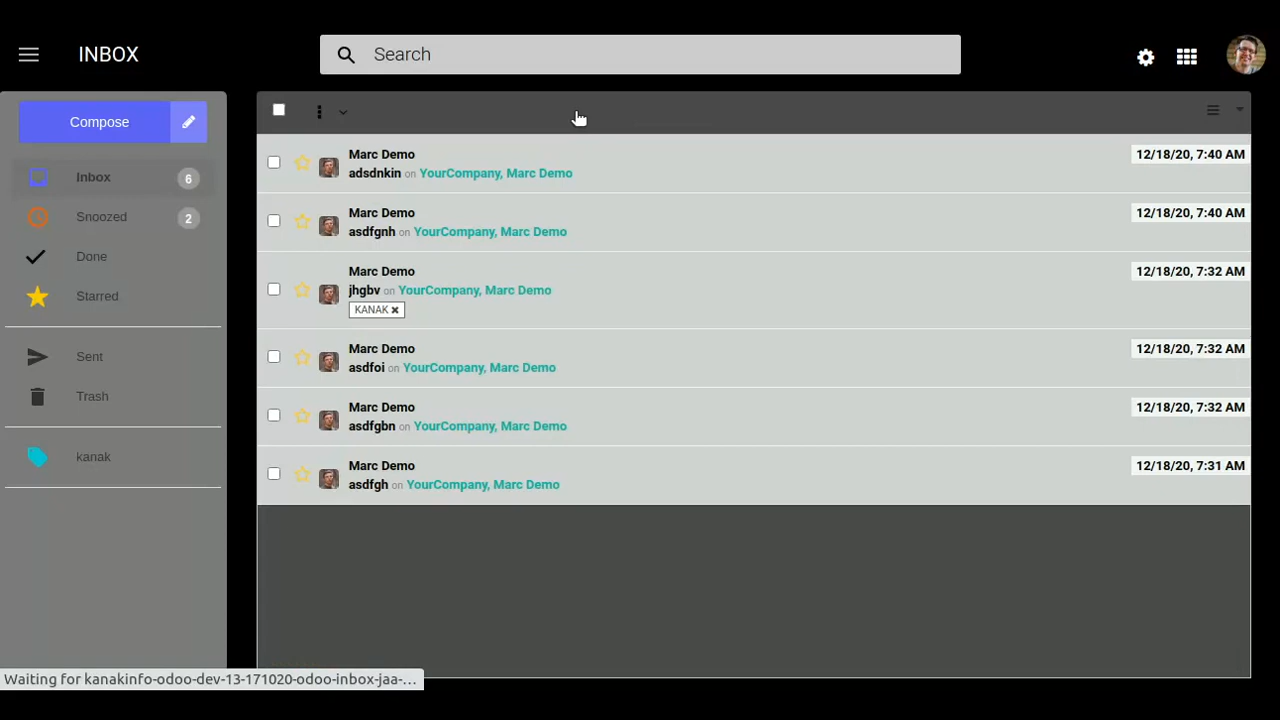 INBOX
Search
Compose
Inbox 6
Snoozed 2
Done
Starred
Sent
Trash
kanak
Marc Demo 12/18/20, 7:40 AM
adsdnkin on YourCompany, Marc Demo
Marc Demo 12/18/20, 7:40 AM
asdfgnh on YourCompany, Marc Demo
Marc Demo 12/18/20, 7:32 AM
jhgbv on YourCompany, Marc Demo
KANAK
Marc Demo 12/18/20, 7:32 AM
asdfoi on YourCompany, Marc Demo
Marc Demo 12/18/20, 7:32 AM
asdfgbn on YourCompany, Marc Demo
Marc Demo 12/18/20, 7:31 AM
asdfgh on YourCompany, Marc Demo
Waiting for kanakinfo-odoo-dev-13-171020-odoo-inbox-jaa-...